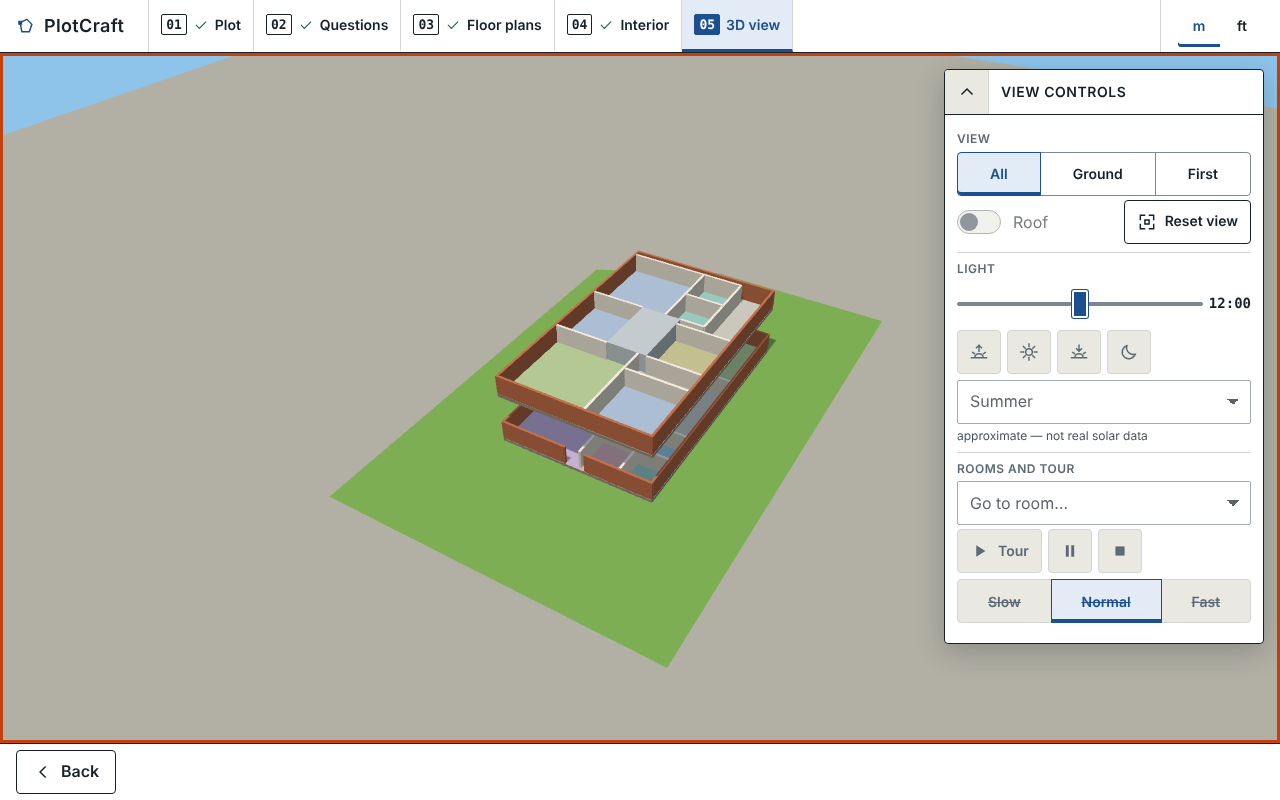 PlotCraft
01 Plot
02 Questions
03 Floor plans
04 Interior
05 3D view
m ft
VIEW CONTROLS
VIEW
All Ground First
Roof Reset view
LIGHT
12:00
Summer
approximate — not real solar data
ROOMS AND TOUR
Go to room...
Tour
Slow Normal Fast
Back